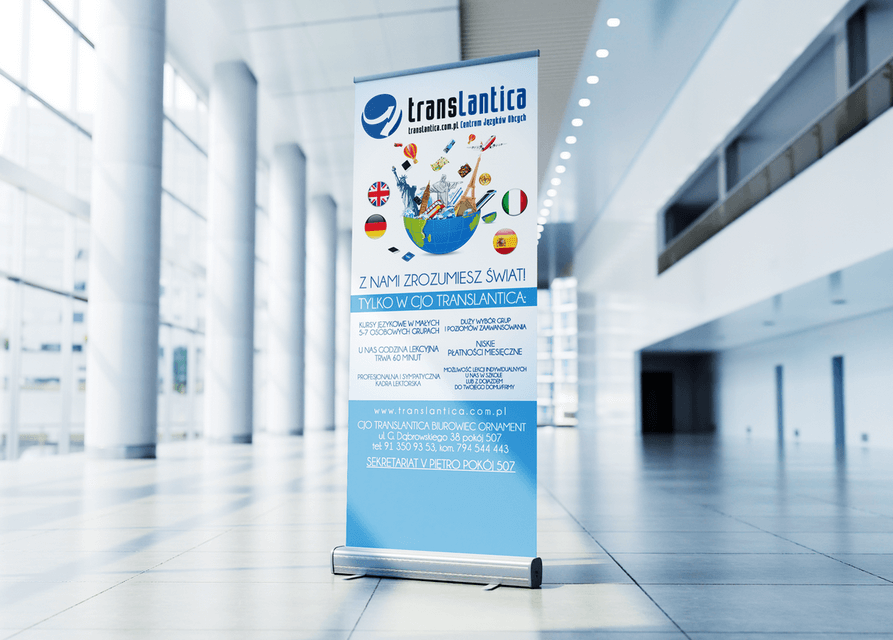 transLantica
transLantica.com.pl Centrum Języków Obcych
Z NAMI ZROZUMIESZ ŚWIAT!
TYLKO W CJO TRANSLANTICA:
KURSY JĘZYKOWE W MAŁYCH
5-7 OSOBOWYCH GRUPACH
DUŻY WYBÓR GRUP
I POZIOMÓW ZAAWANSOWANIA
U NAS GODZINA LEKCYJNA
TRWA 60 MINUT
NISKIE
PŁATNOŚCI MIESIĘCZNE
PROFESJONALNA I SYMPATYCZNA
KADRA LEKTORSKA
MOŻLIWOŚĆ LEKCJI INDYWIDUALNYCH
U NAS W SZKOLE
LUB Z DOJAZDEM
DO TWOJEGO DOMU/FIRMY
www.translantica.com.pl
CJO TRANSLANTICA BIUROWIEC ORNAMENT
ul. G. Dąbrowskiego 38 pokój 507
tel: 91 350 93 53, kom. 794 544 443
SEKRETARIAT V PIĘTRO POKÓJ 507